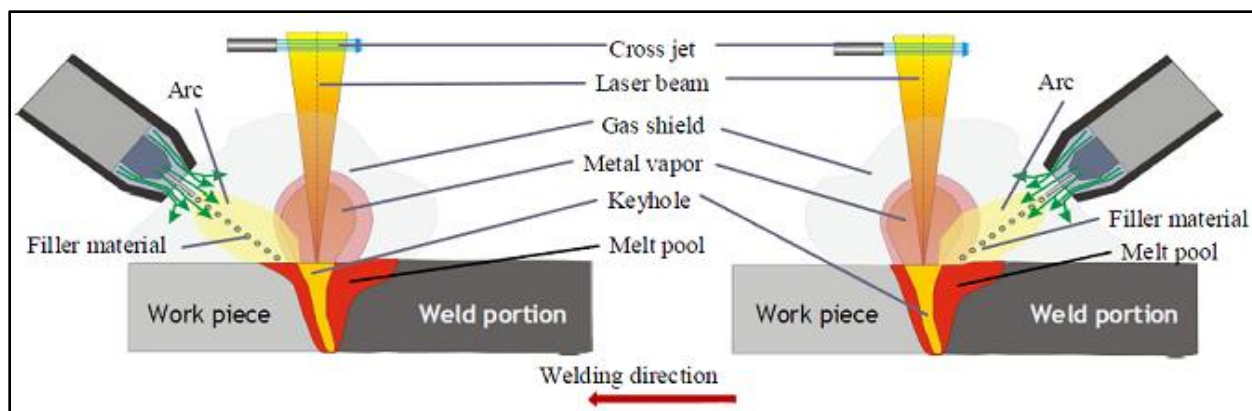 Cross jet
Laser beam
Arc
Arc
Gas shield
Metal vapor
Keyhole
Filler material
Filler material
Melt pool
Melt pool
Work piece
Weld portion
Work piece
Weld portion
Welding direction